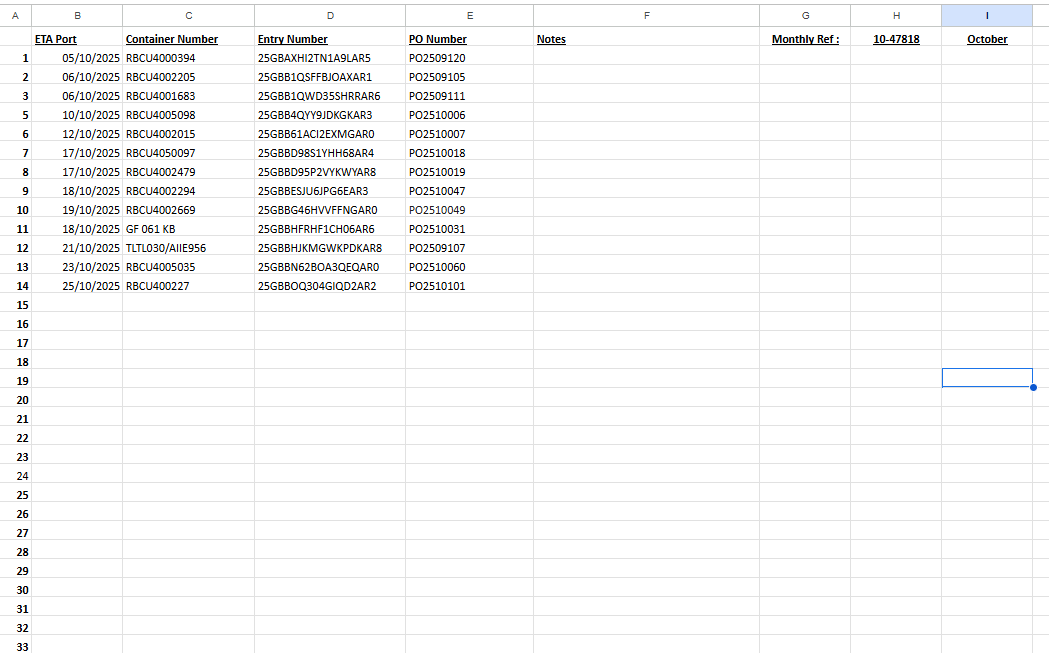 A B C D E F G H I
ETA Port Container Number Entry Number PO Number Notes Monthly Ref : 10-47818 October
1 05/10/2025 RBCU4000394 25GBAXHI2TN1A9LAR5 PO2509120
2 06/10/2025 RBCU4002205 25GBB1QSFFBJOAXAR1 PO2509105
3 06/10/2025 RBCU4001683 25GBB1QWD35SHRRAR6 PO2509111
5 10/10/2025 RBCU4005098 25GBB4QYY9JDKGKAR3 PO2510006
6 12/10/2025 RBCU4002015 25GBB61ACI2EXMGAR0 PO2510007
7 17/10/2025 RBCU4050097 25GBBD98S1YHH68AR4 PO2510018
8 17/10/2025 RBCU4002479 25GBBD95P2VYKWYAR8 PO2510019
9 18/10/2025 RBCU4002294 25GBBESJU6JPG6EAR3 PO2510047
10 19/10/2025 RBCU4002669 25GBBG46HVVFFNGAR0 PO2510049
11 18/10/2025 GF 061 KB 25GBBHFRHF1CH06AR6 PO2510031
12 21/10/2025 TLTL030/AIIE956 25GBBHJKMGWKPDKAR8 PO2509107
13 23/10/2025 RBCU4005035 25GBBN62BOA3QEQAR0 PO2510060
14 25/10/2025 RBCU400227 25GBBOQ304GIQD2AR2 PO2510101
15
16
17
18
19
20
21
22
23
24
25
26
27
28
29
30
31
32
33